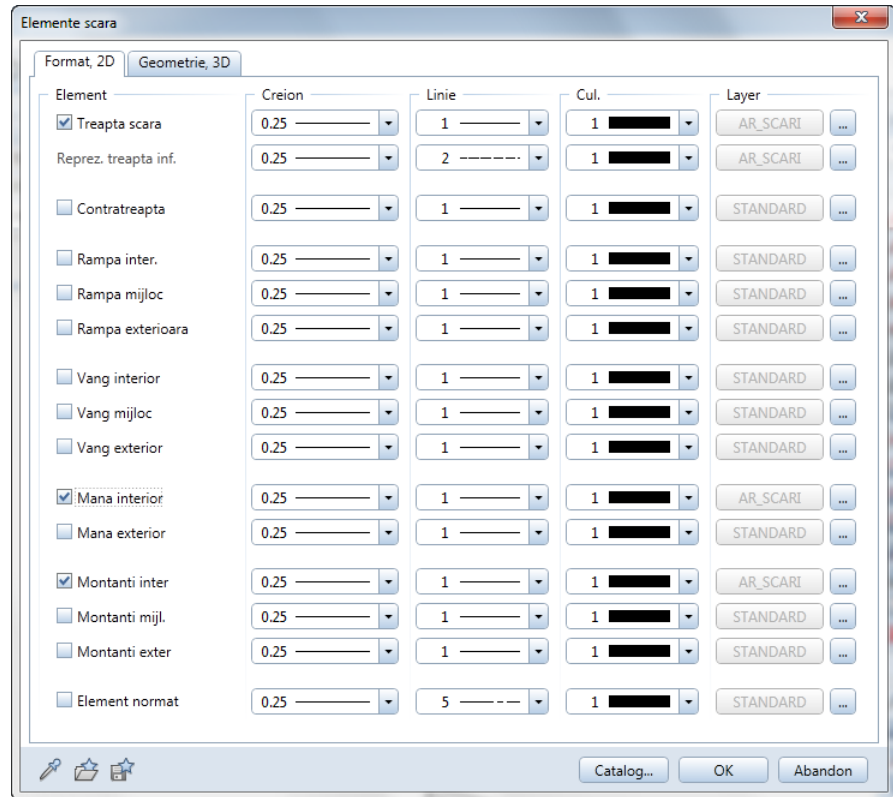 Elemente scara
Format, 2D Geometrie, 3D
Element Creion Linie Cul. Layer
Treapta scara 0.25 1 1 AR_SCARI ...
Reprez. treapta inf. 0.25 2 1 AR_SCARI ...
Contratreapta 0.25 1 1 STANDARD ...
Rampa inter. 0.25 1 1 STANDARD ...
Rampa mijloc 0.25 1 1 STANDARD ...
Rampa exterioara 0.25 1 1 STANDARD ...
Vang interior 0.25 1 1 STANDARD ...
Vang mijloc 0.25 1 1 STANDARD ...
Vang exterior 0.25 1 1 STANDARD ...
Mana interior 0.25 1 1 AR_SCARI ...
Mana exterior 0.25 1 1 STANDARD ...
Montanti inter 0.25 1 1 AR_SCARI ...
Montanti mijl. 0.25 1 1 STANDARD ...
Montanti exter 0.25 1 1 STANDARD ...
Element normat 0.25 5 1 STANDARD ...
Catalog... OK Abandon